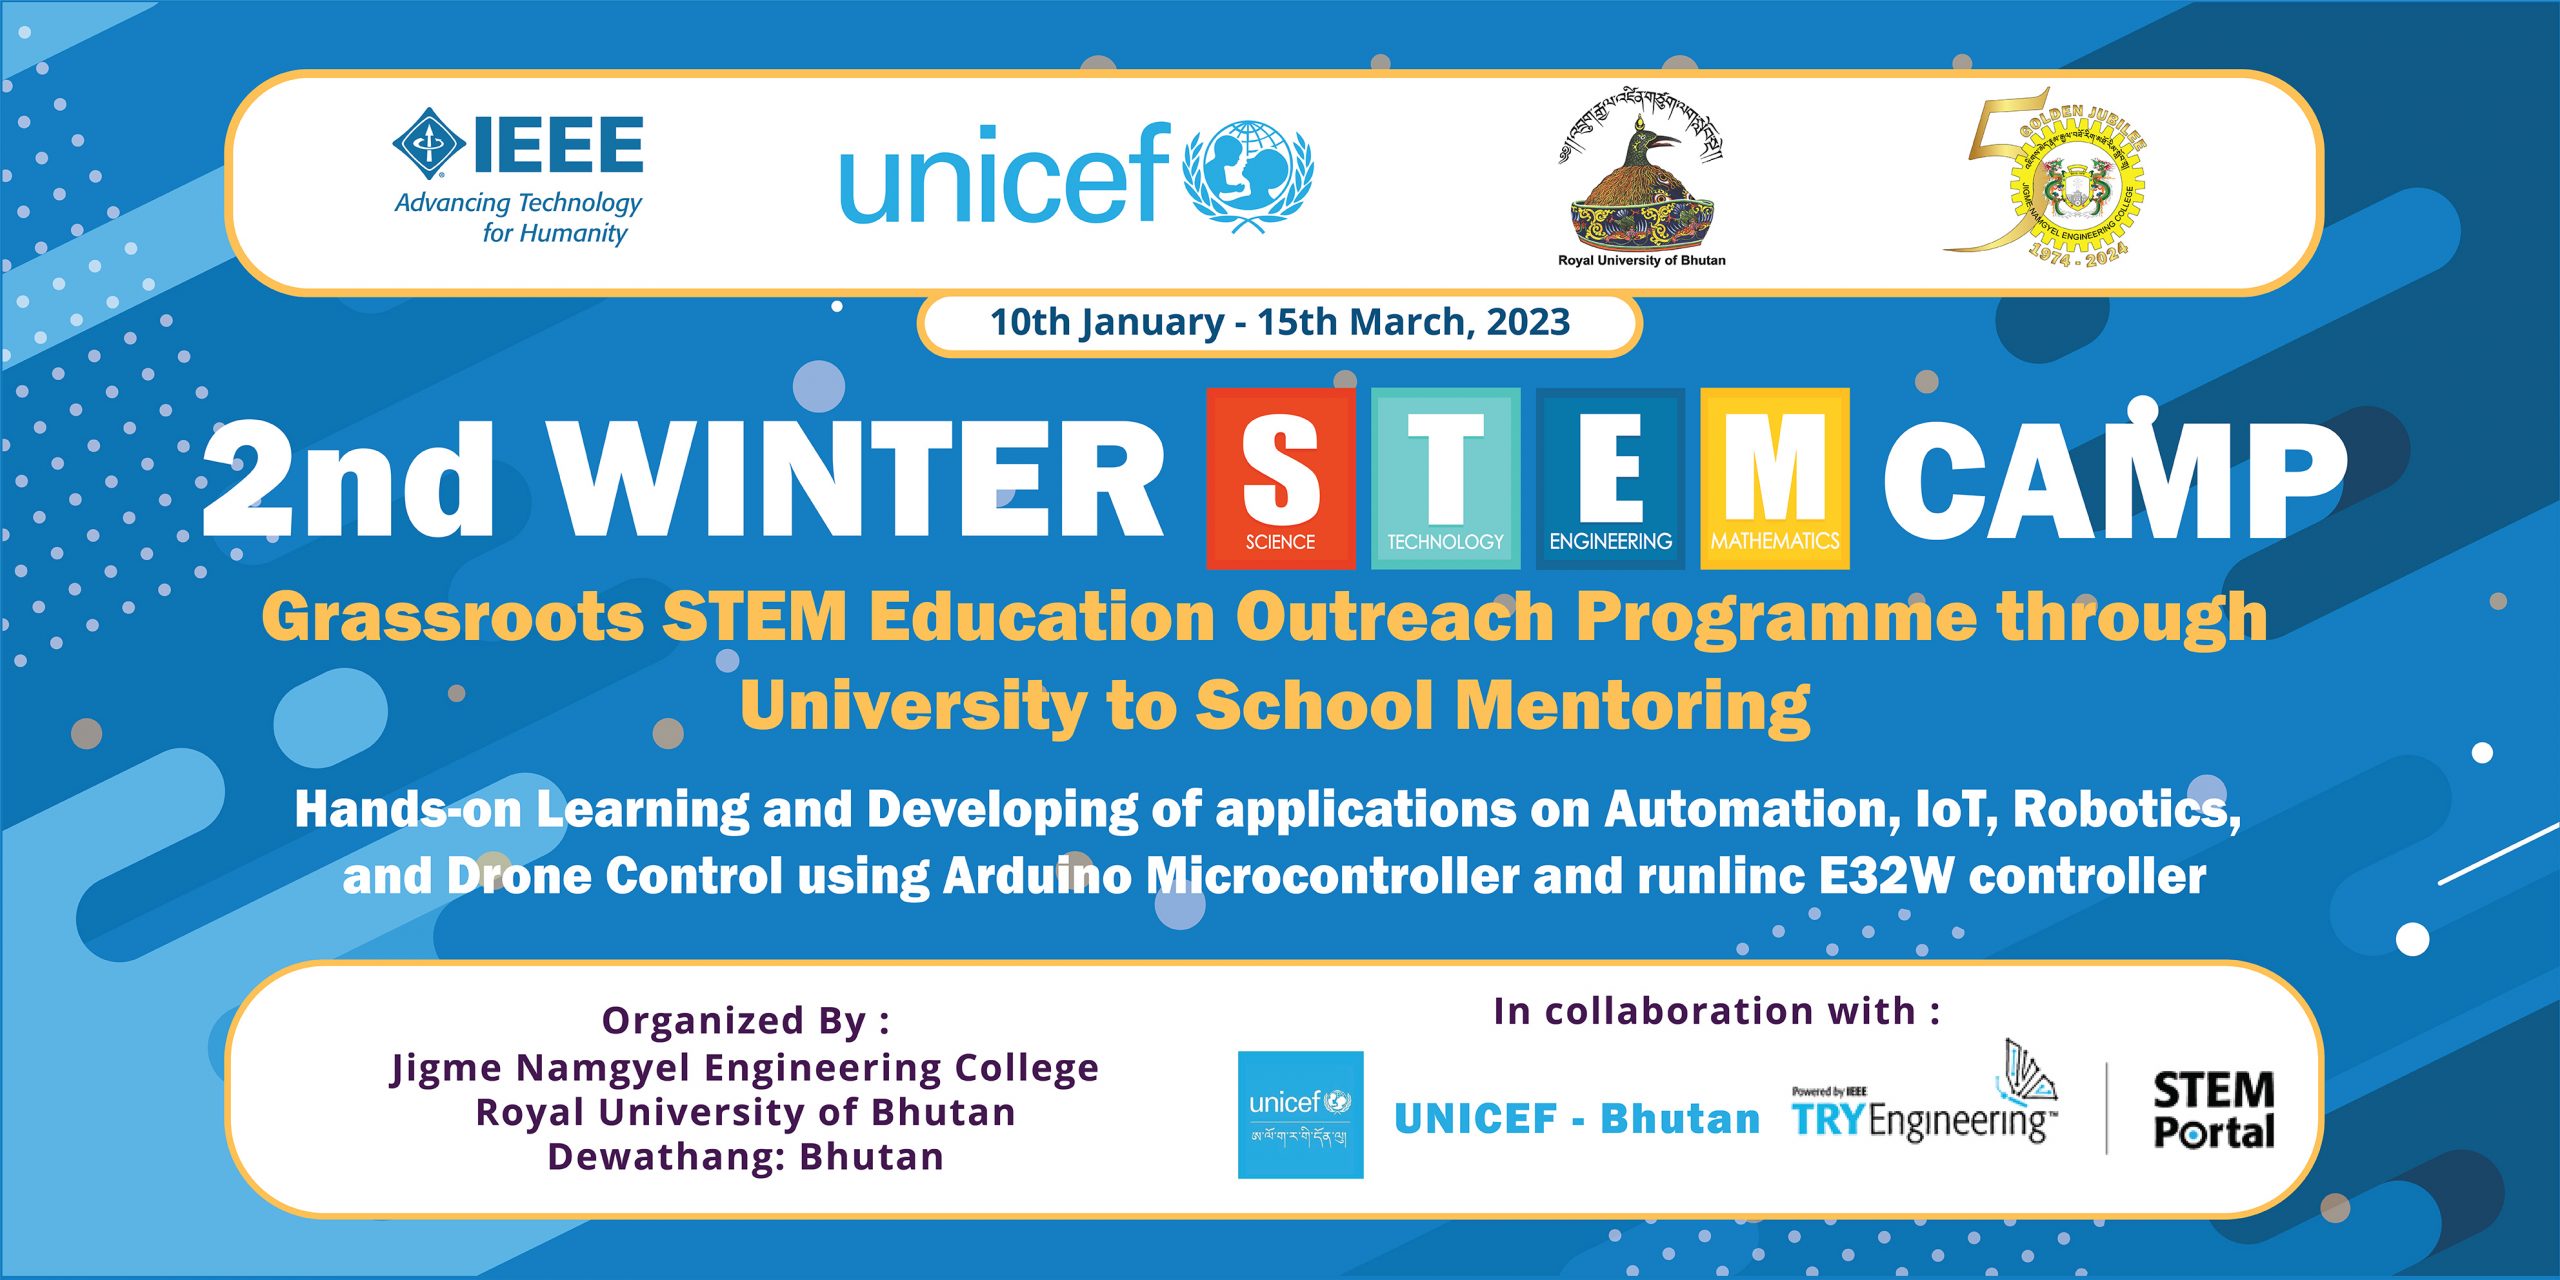 IEEE
Advancing Technology
for Humanity
unicef
Royal University of Bhutan
GOLDEN JUBILEE
JIGME NAMGYEL ENGINEERING COLLEGE
1974 - 2024
10th January - 15th March, 2023
2nd WINTER STEM CAMP
SCIENCE TECHNOLOGY ENGINEERING MATHEMATICS
Grassroots STEM Education Outreach Programme through
University to School Mentoring
Hands-on Learning and Developing of applications on Automation, IoT, Robotics,
and Drone Control using Arduino Microcontroller and runlinc E32W controller
Organized By :
Jigme Namgyel Engineering College
Royal University of Bhutan
Dewathang: Bhutan
In collaboration with :
unicef
UNICEF - Bhutan
Powered by IEEE
TRYEngineering™
STEM
Portal